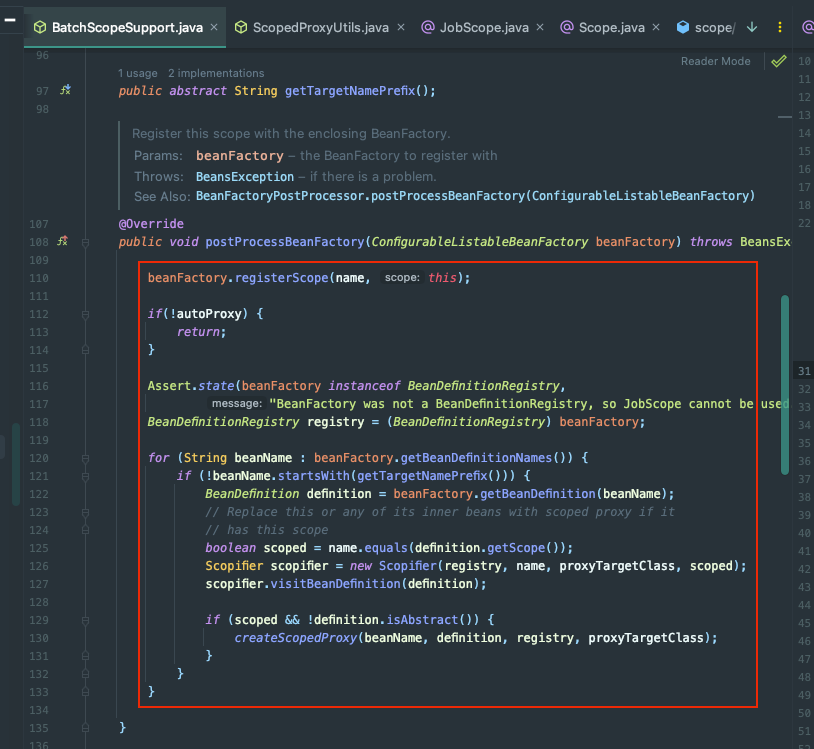 BatchScopeSupport.java × ScopedProxyUtils.java × JobScope.java × Scope.java × scope/
Reader Mode
96
1 usage 2 implementations
97 public abstract String getTargetNamePrefix();
98
Register this scope with the enclosing BeanFactory.
Params: beanFactory – the BeanFactory to register with
Throws: BeansException – if there is a problem.
See Also: BeanFactoryPostProcessor.postProcessBeanFactory(ConfigurableListableBeanFactory)
107 @Override
108 public void postProcessBeanFactory(ConfigurableListableBeanFactory beanFactory) throws BeansEx
109
110 beanFactory.registerScope(name, scope: this);
111
112 if(!autoProxy) {
113 return;
114 }
115
116 Assert.state(beanFactory instanceof BeanDefinitionRegistry,
117 message: "BeanFactory was not a BeanDefinitionRegistry, so JobScope cannot be used.
118 BeanDefinitionRegistry registry = (BeanDefinitionRegistry) beanFactory;
119
120 for (String beanName : beanFactory.getBeanDefinitionNames()) {
121 if (!beanName.startsWith(getTargetNamePrefix())) {
122 BeanDefinition definition = beanFactory.getBeanDefinition(beanName);
123 // Replace this or any of its inner beans with scoped proxy if it
124 // has this scope
125 boolean scoped = name.equals(definition.getScope());
126 Scopifier scopifier = new Scopifier(registry, name, proxyTargetClass, scoped);
127 scopifier.visitBeanDefinition(definition);
128
129 if (scoped && !definition.isAbstract()) {
130 createScopedProxy(beanName, definition, registry, proxyTargetClass);
131 }
132 }
133 }
134
135 }
136
10
11
12
13
14
15
16
17
18
22
31
32
33
34
35
36
37
38
39
40
41
42
43
44
45
46
47
48
49
50
51